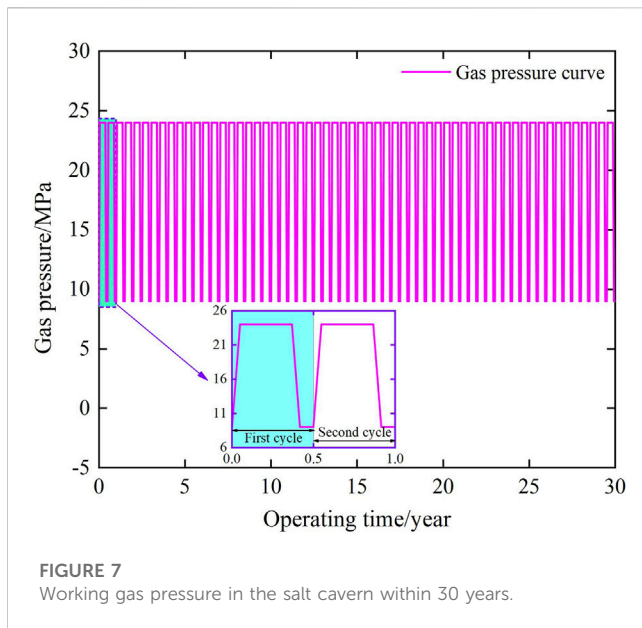 30
25
20
15
10
5
0
-5
Gas pressure/MPa
Gas pressure curve
26
21
16
11
6
First cycle
Second cycle
0.0 0.5 1.0
0 5 10 15 20 25 30
Operating time/year
FIGURE 7
Working gas pressure in the salt cavern within 30 years.